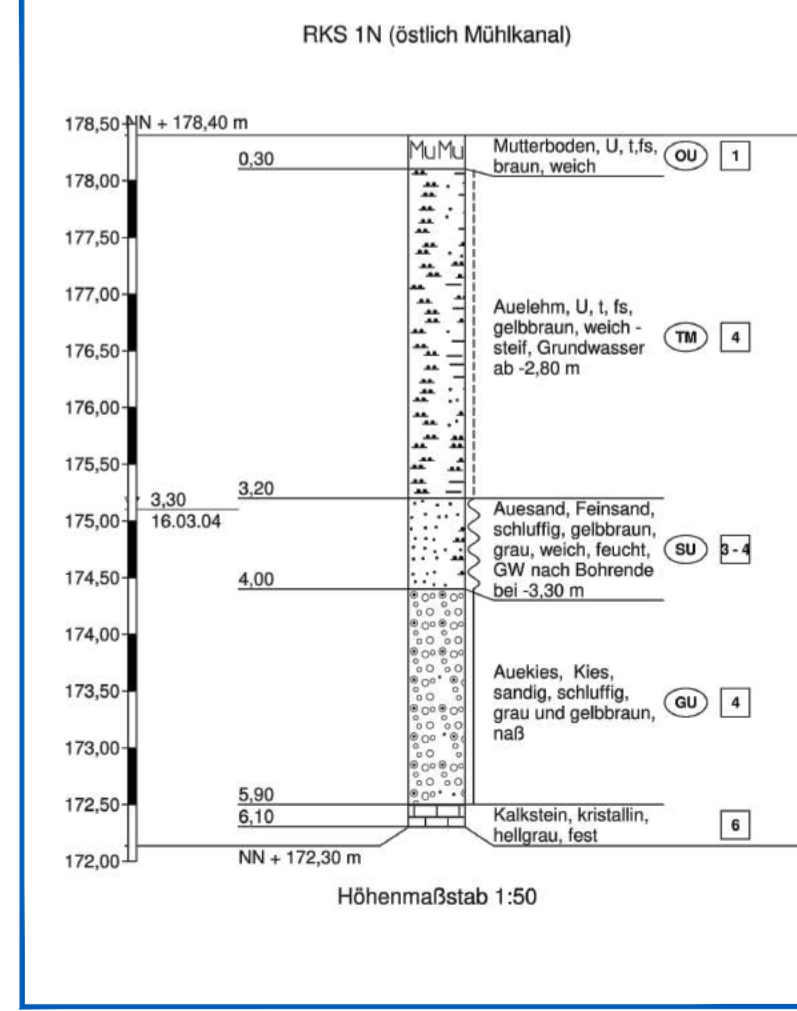 RKS 1N (östlich Mühlkanal)
178,50
NN + 178,40 m
0,30
MuMu
Mutterboden, U, t,fs,
braun, weich
OU
1
178,00
177,50
177,00
176,50
176,00
175,50
Auelehm, U, t, fs,
gelbbraun, weich -
steif, Grundwasser
ab -2,80 m
TM
4
3,20
3,30
16.03.04
175,00
174,50
Auesand, Feinsand,
schluffig, gelbbraun,
grau, weich, feucht,
GW nach Bohrende
bei -3,30 m
SU
3 - 4
4,00
174,00
173,50
173,00
172,50
Auekies, Kies,
sandig, schluffig,
grau und gelbbraun,
naß
GU
4
5,90
6,10
Kalkstein, kristallin,
hellgrau, fest
6
172,00
NN + 172,30 m
Höhenmaßstab 1:50